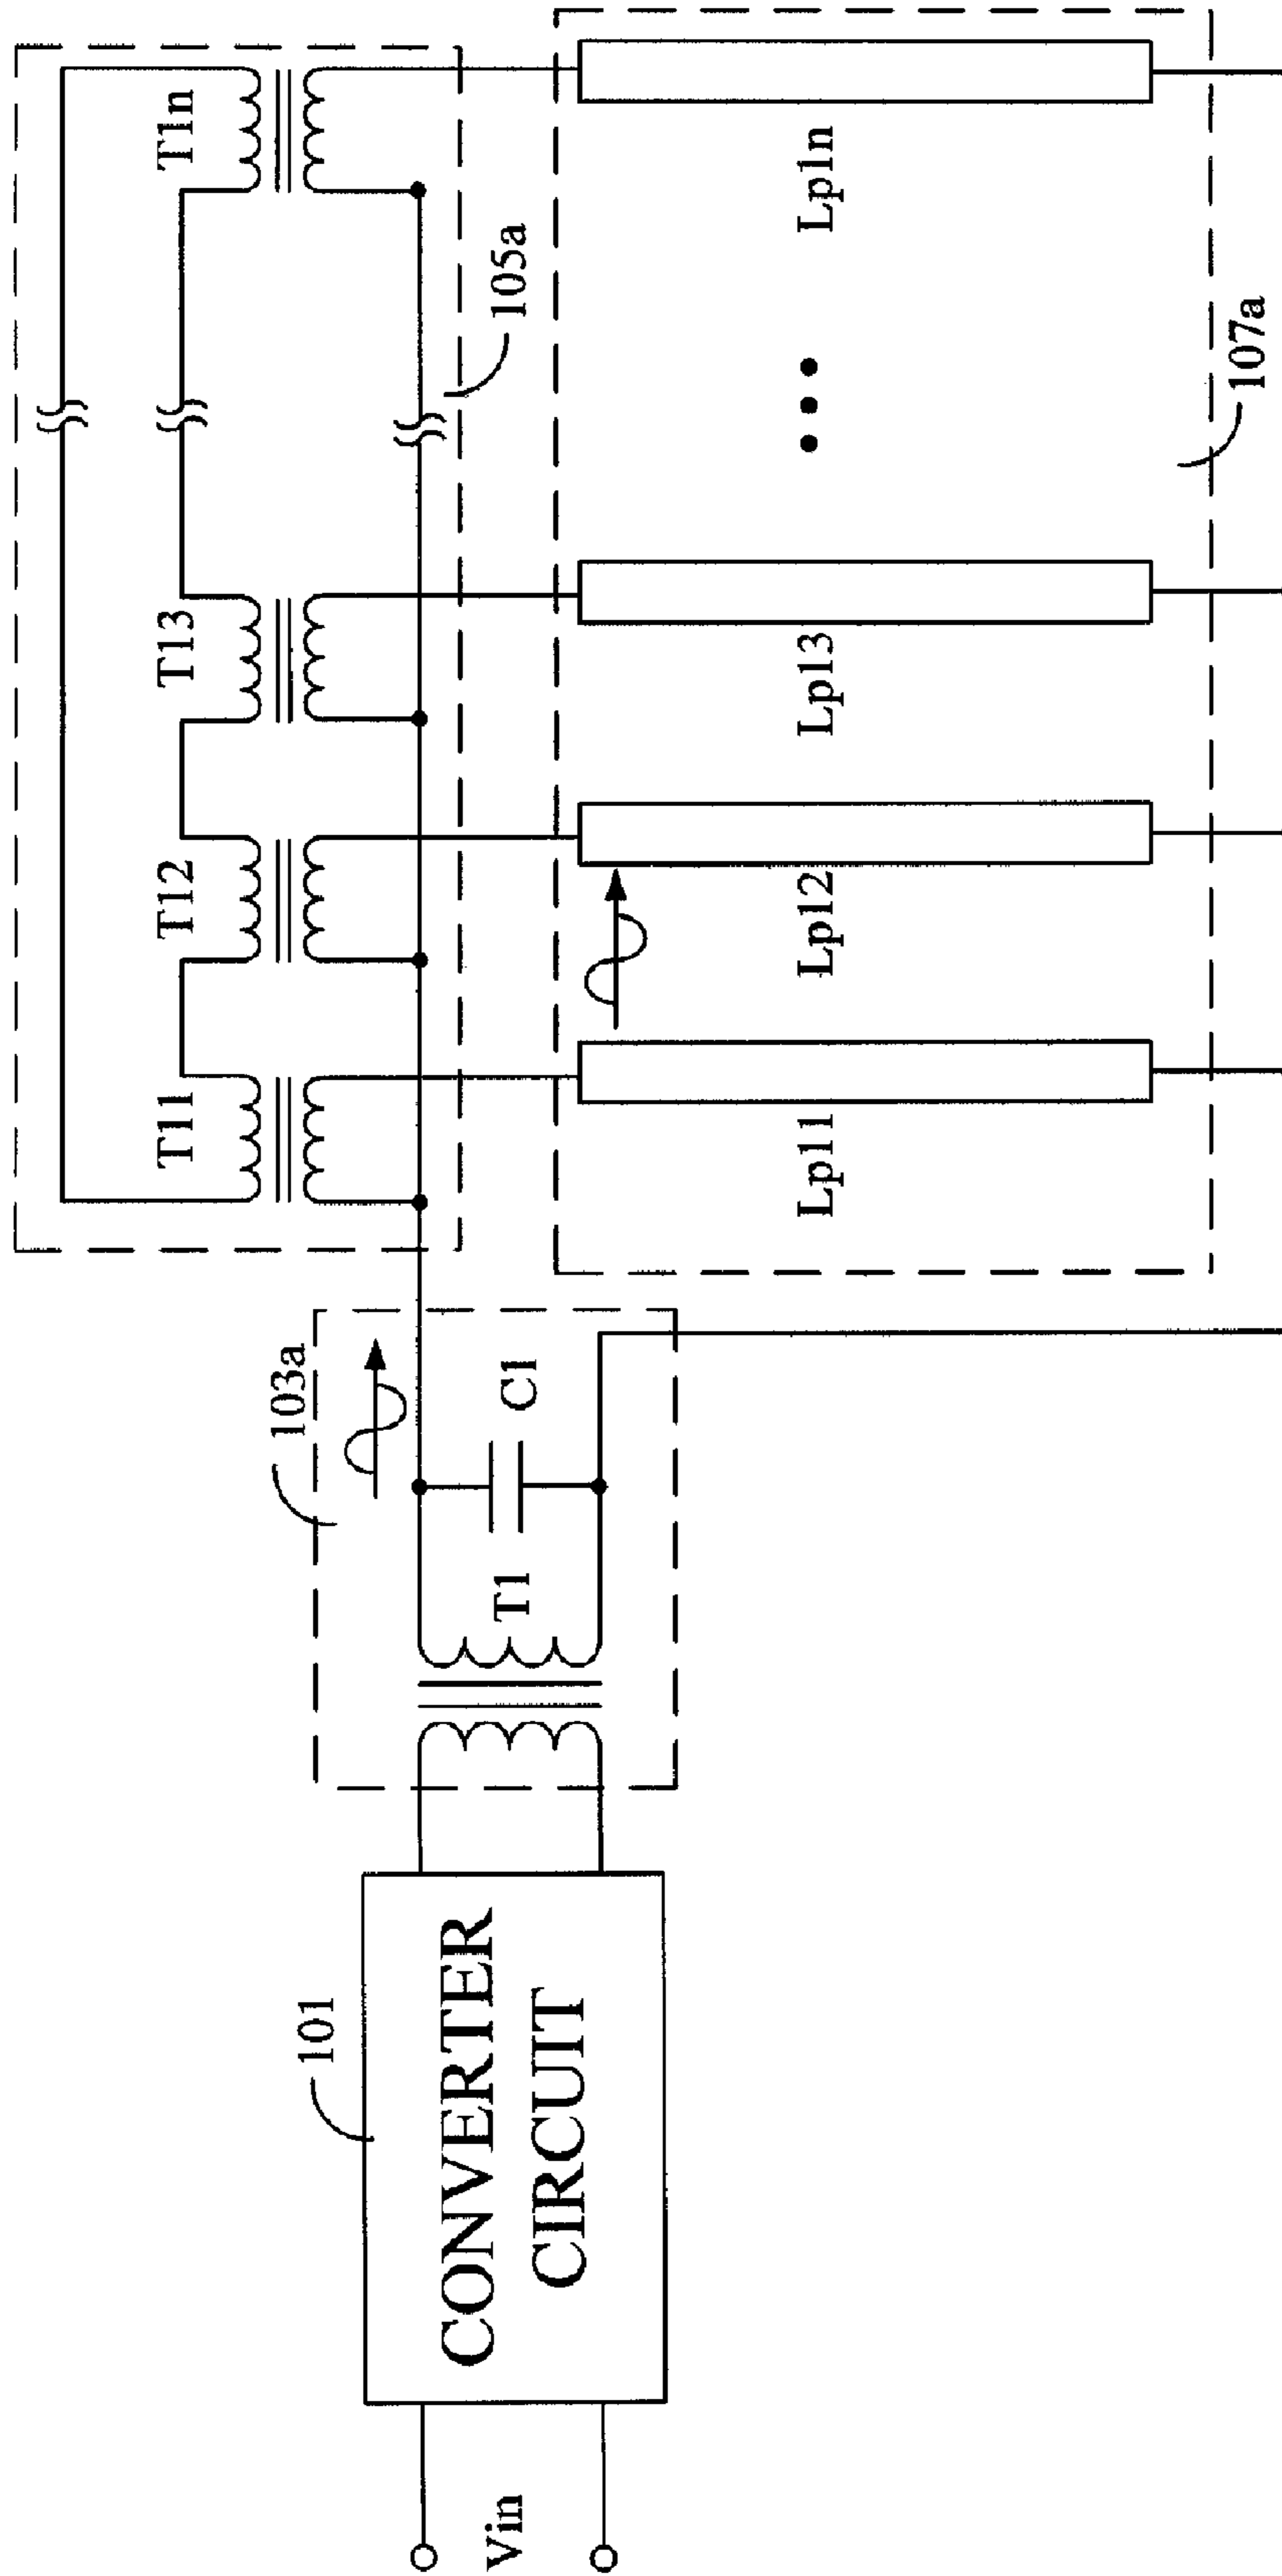 Vin
101
CONVERTER
CIRCUIT
103a
T1
C1
T11
T12
T13
T1n
105a
Lp11
Lp12
Lp13
Lp1n
107a